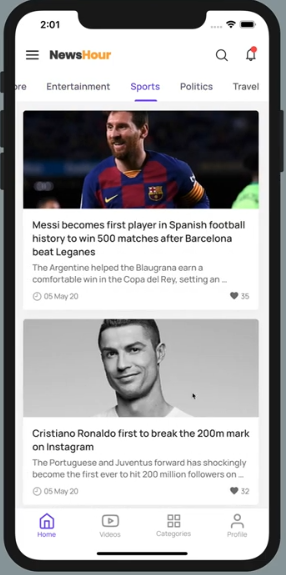 2:01
NewsHour
ore Entertainment Sports Politics Travel
Messi becomes first player in Spanish football
history to win 500 matches after Barcelona
beat Leganes
The Argentine helped the Blaugrana earn a
comfortable win in the Copa del Rey, setting an ...
05 May 20 35
Cristiano Ronaldo first to break the 200m mark
on Instagram
The Portuguese and Juventus forward has shockingly
become the first ever to hit 200 million followers on ...
05 May 20 32
Home Videos Categories Profile